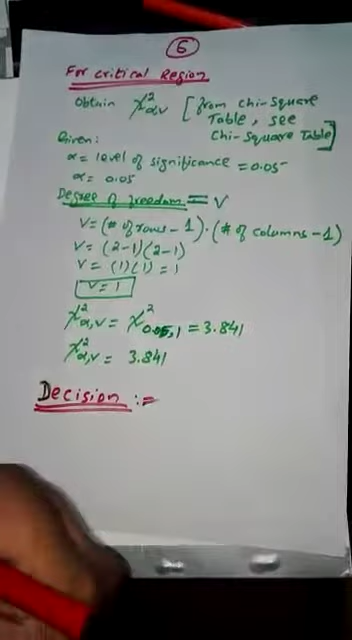 6
For critical Region
Obtain χ²α,v [from chi-square
Table, see
Chi-Square Table]
Given:
α = level of significance = 0.05
α = 0.05
Degree of freedom = V
V = (# of rows - 1) . (# of columns - 1)
V = (2-1)(2-1)
V = (1)(1) = 1
V = 1
χ²α,v = χ²0.05,1 = 3.841
χ²α,v = 3.841
Decision :=